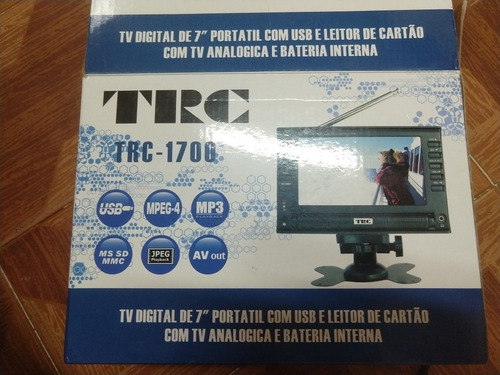 TV DIGITAL DE 7” PORTATIL COM USB E LEITOR DE CARTÃO
COM TV ANALOGICA E BATERIA INTERNA
TRC
TRC-1700
USB
MPEG-4
MP3
PLAYBACK
MS SD
MMC
JPEG
Playback
AV out
TRC
TV DIGITAL DE 7” PORTATIL COM USB E LEITOR DE CARTÃO
COM TV ANALOGICA E BATERIA INTERNA